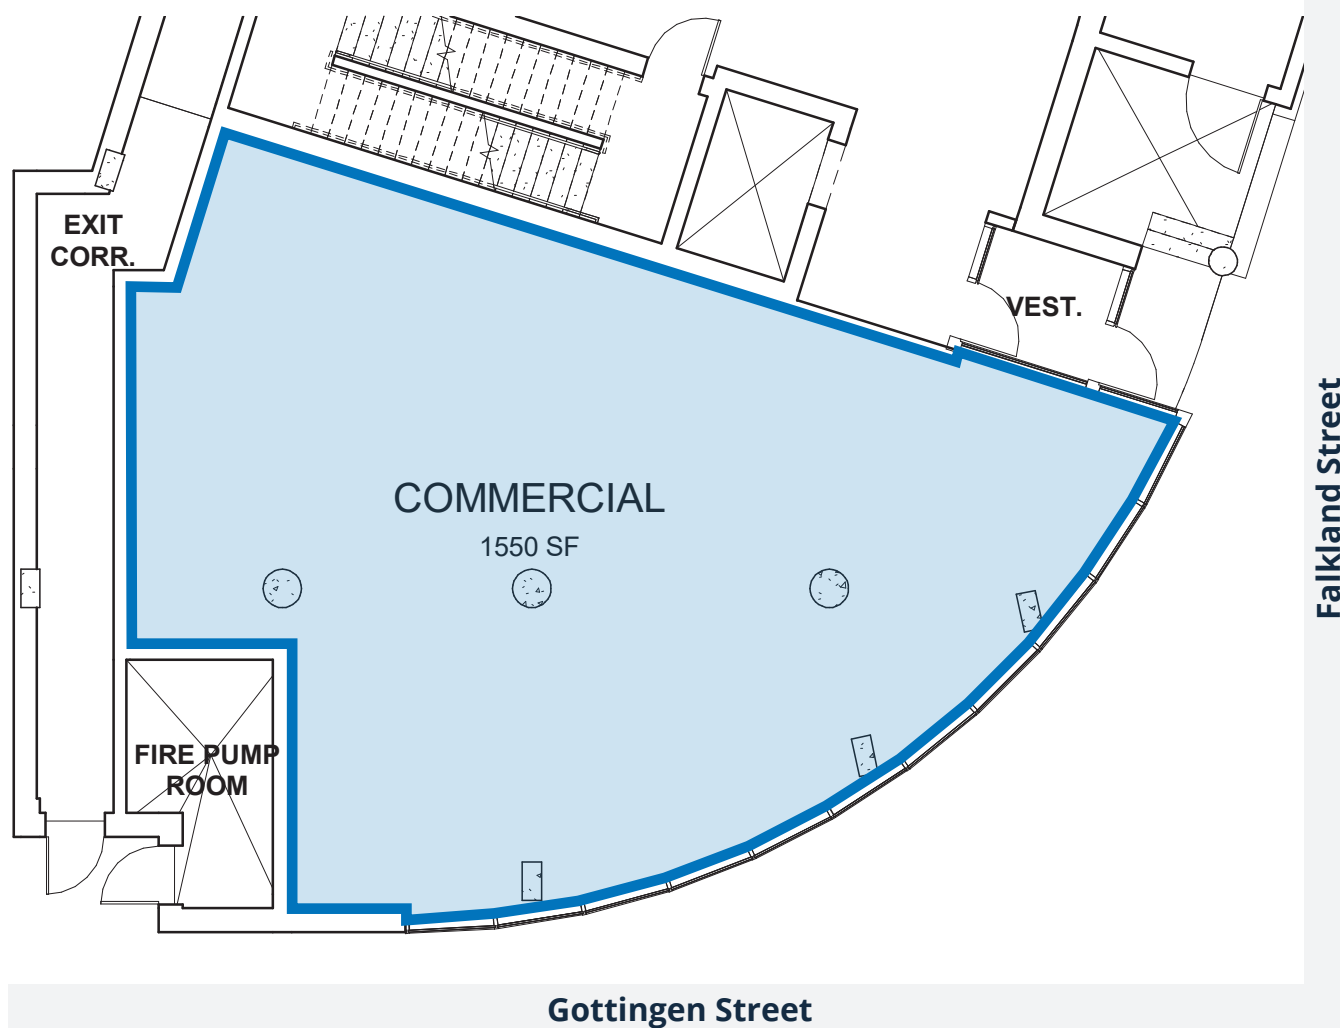 EXIT
CORR.
VEST.
COMMERCIAL
1550 SF
FIRE PUMP
ROOM
Falkland Street
Gottingen Street